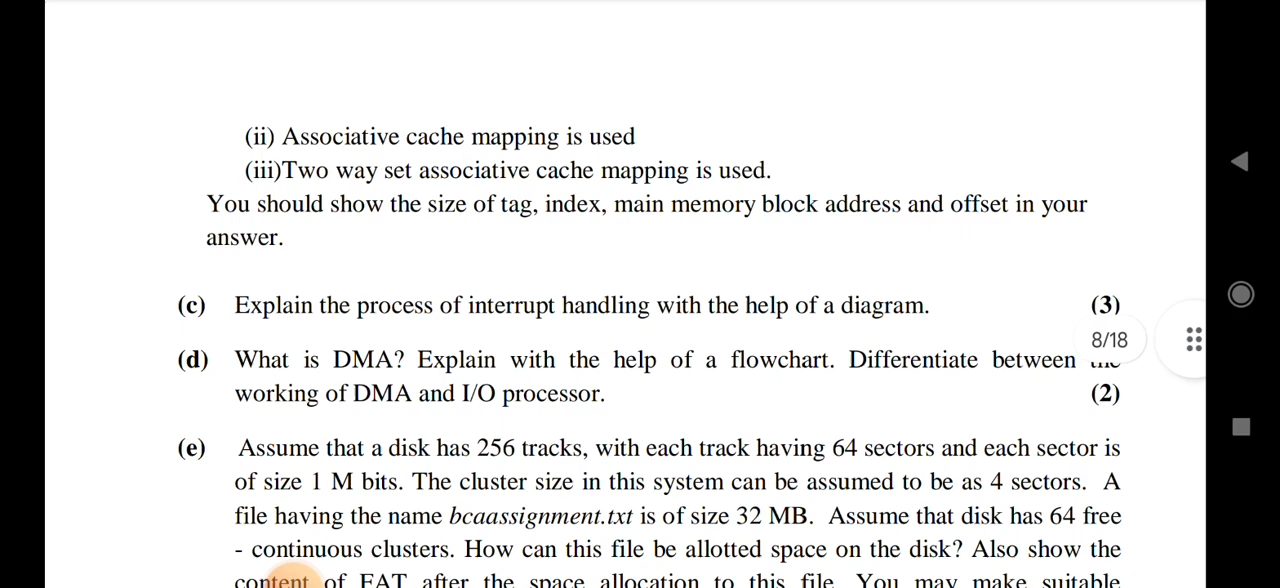 (ii) Associative cache mapping is used
(iii)Two way set associative cache mapping is used.
You should show the size of tag, index, main memory block address and offset in your
answer.
(c) Explain the process of interrupt handling with the help of a diagram. (3)
8/18
(d) What is DMA? Explain with the help of a flowchart. Differentiate between the
working of DMA and I/O processor. (2)
(e) Assume that a disk has 256 tracks, with each track having 64 sectors and each sector is
of size 1 M bits. The cluster size in this system can be assumed to be as 4 sectors. A
file having the name bcaassignment.txt is of size 32 MB. Assume that disk has 64 free
- continuous clusters. How can this file be allotted space on the disk? Also show the
content of FAT after the space allocation to this file. You may make suitable